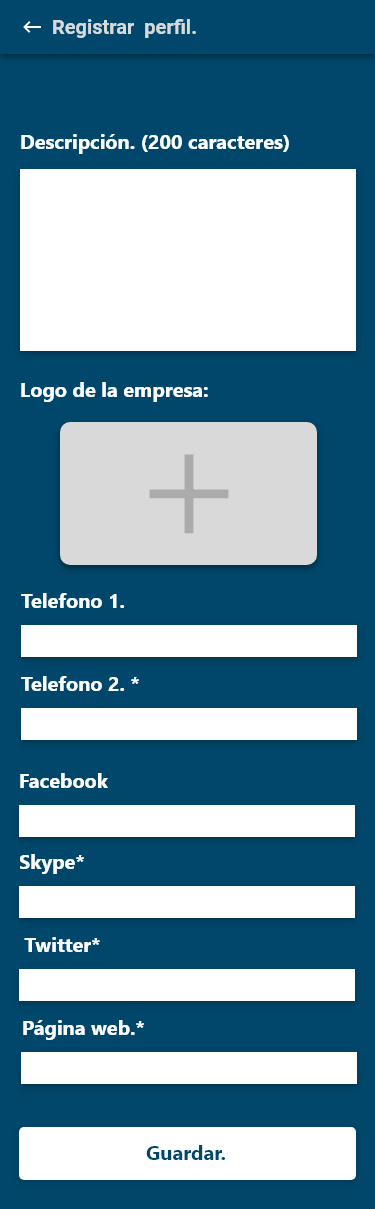 Registrar perfil.
Descripción. (200 caracteres)
Logo de la empresa:
Telefono 1.
Telefono 2. *
Facebook
Skype*
Twitter*
Página web.*
Guardar.